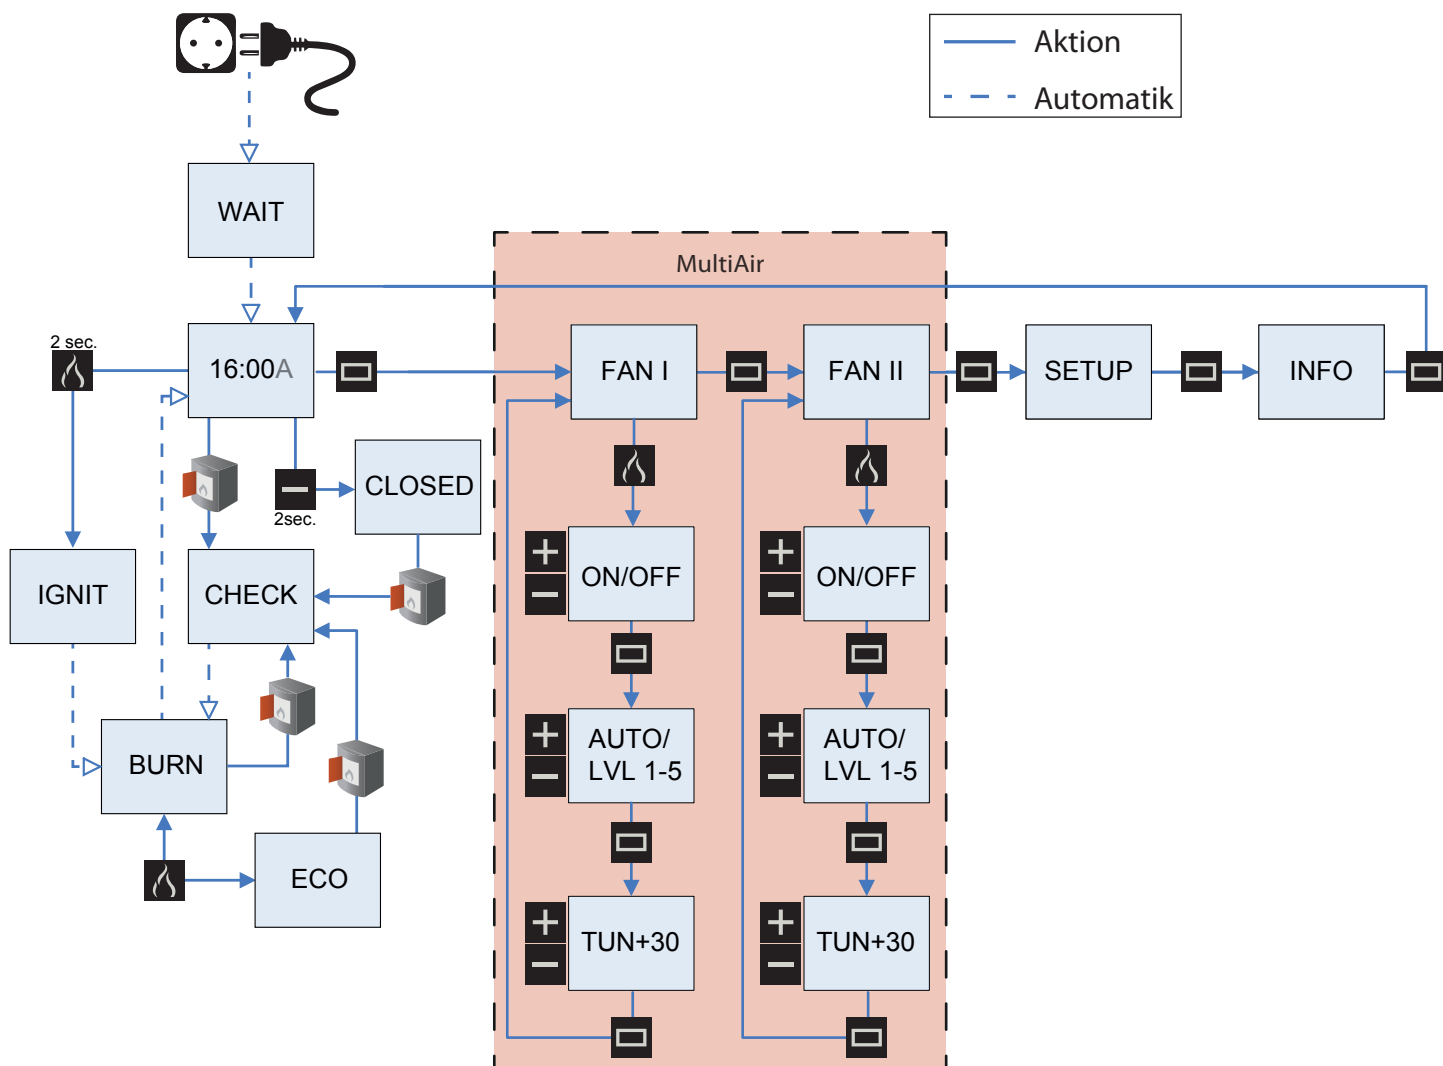 Aktion
Automatik
WAIT
MultiAir
2 sec.
16:00A
FAN I
FAN II
SETUP
INFO
CLOSED
2sec.
IGNIT
CHECK
ON/OFF
ON/OFF
BURN
AUTO/
LVL 1-5
AUTO/
LVL 1-5
ECO
TUN+30
TUN+30